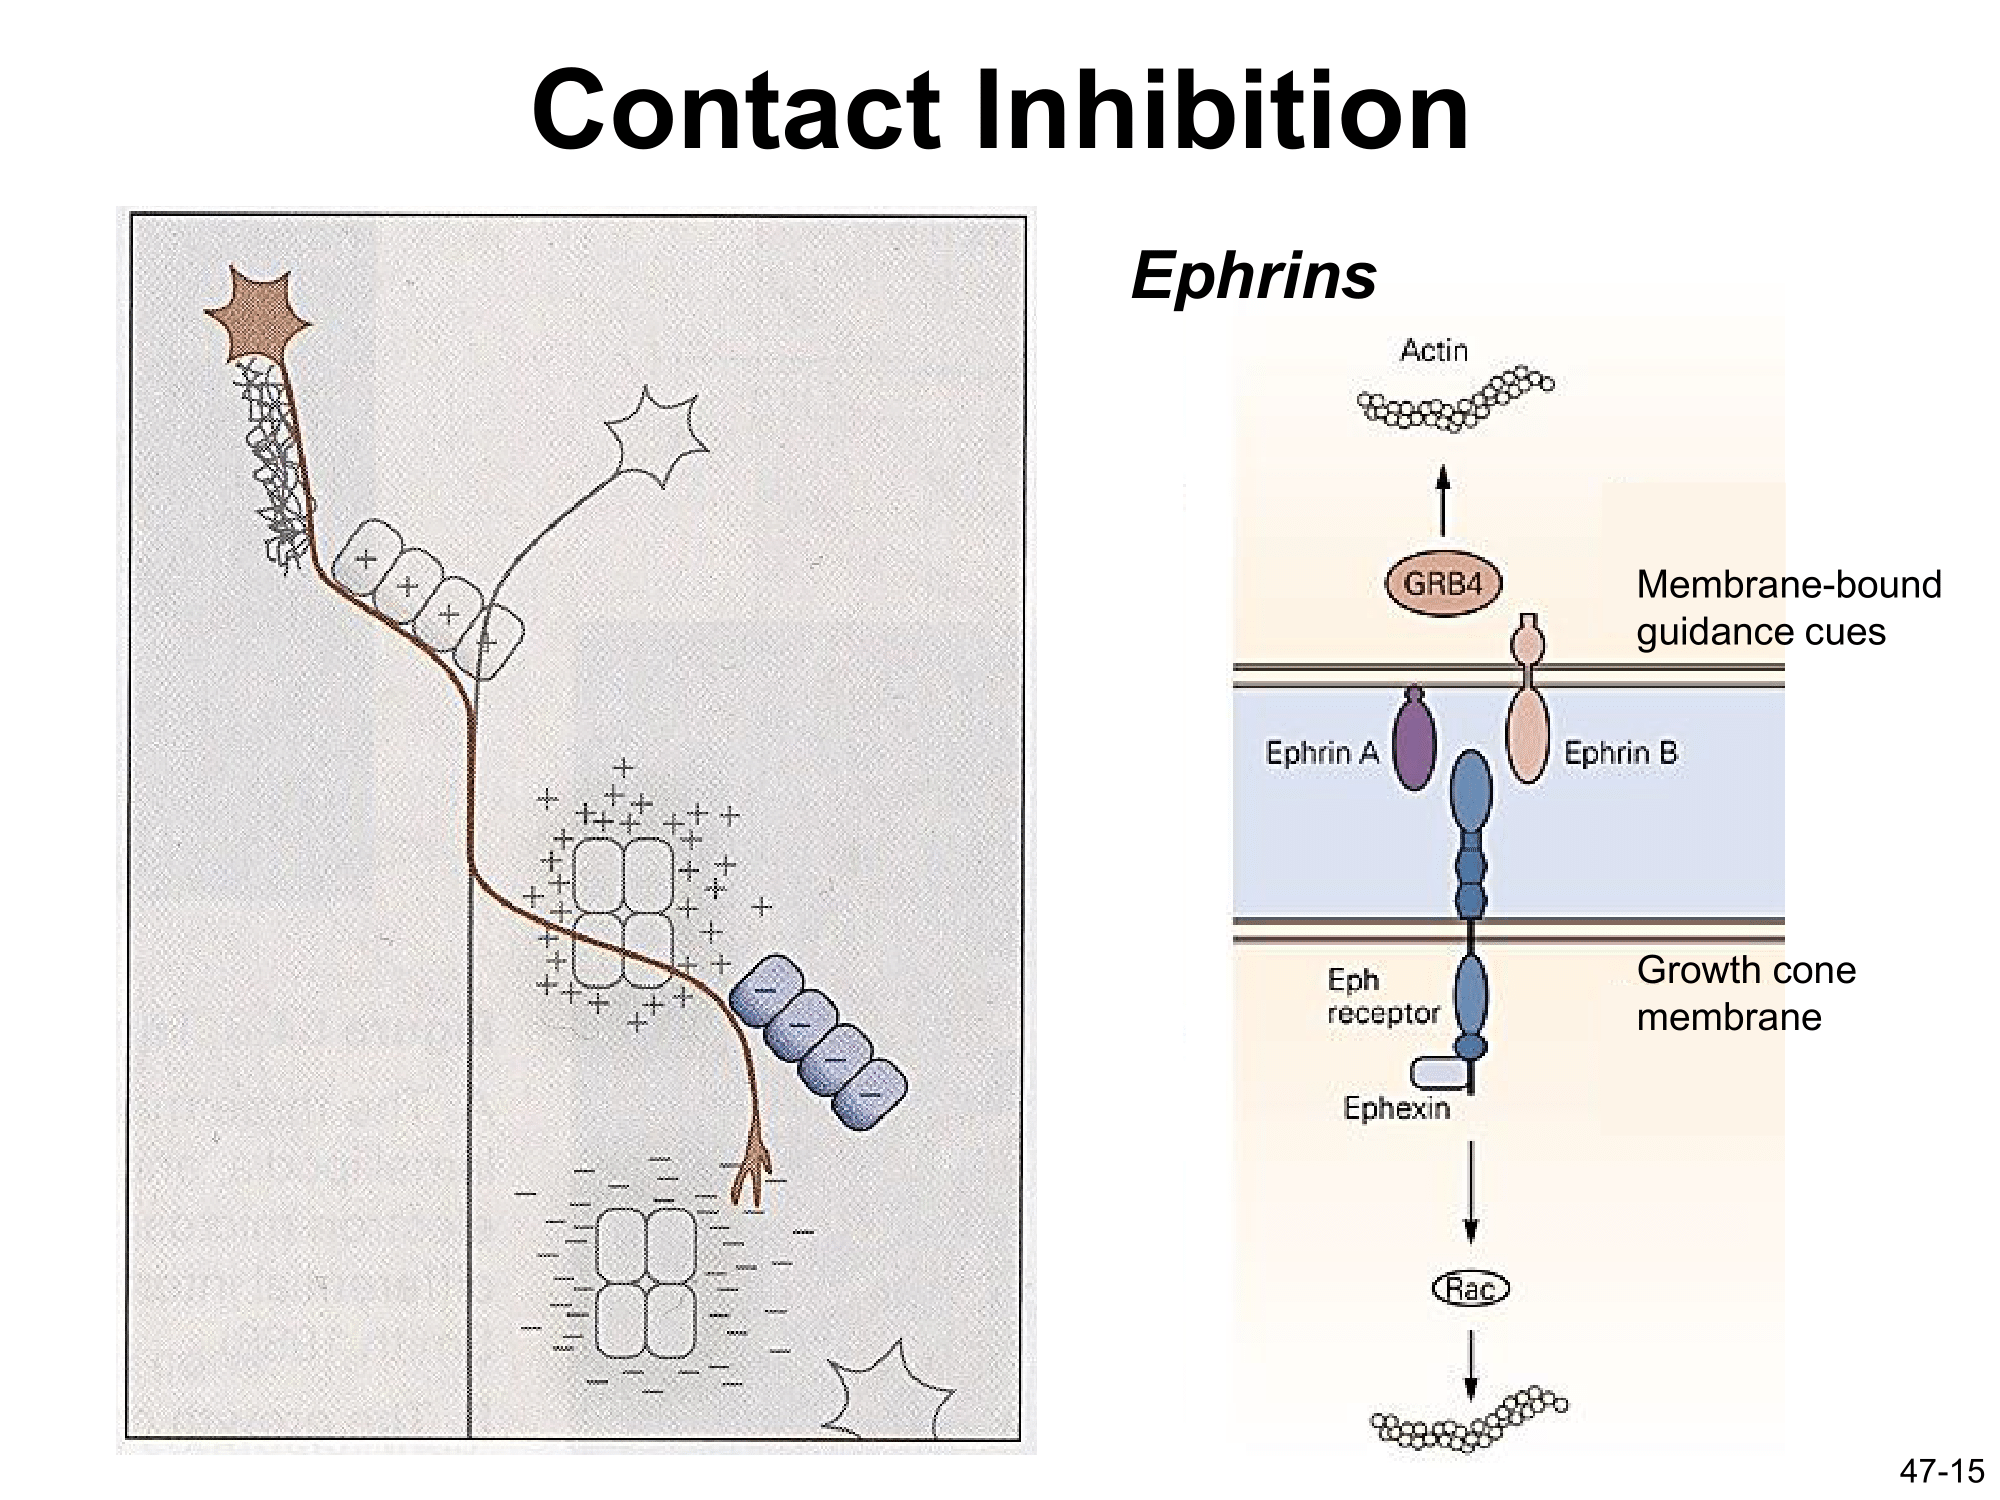 Contact Inhibition
Ephrins
Actin
GRB4
Membrane-bound
guidance cues
Ephrin A
Ephrin B
Eph
receptor
Growth cone
membrane
Ephexin
Rac
47-15